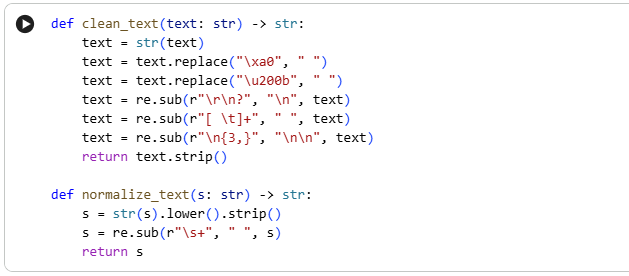 def clean_text(text: str) -> str:
    text = str(text)
    text = text.replace("\xa0", " ")
    text = text.replace("\u200b", " ")
    text = re.sub(r"\r\n?", "\n", text)
    text = re.sub(r"[ \t]+", " ", text)
    text = re.sub(r"\n{3,}", "\n\n", text)
    return text.strip()

def normalize_text(s: str) -> str:
    s = str(s).lower().strip()
    s = re.sub(r"\s+", " ", s)
    return s